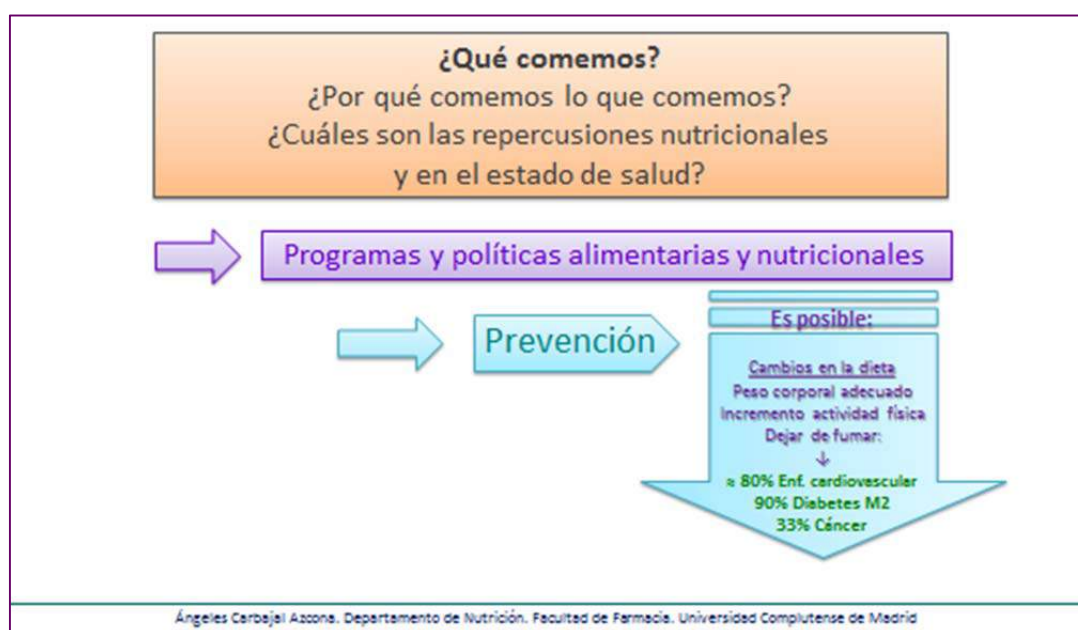 ¿Qué comemos?
¿Por qué comemos lo que comemos?
¿Cuáles son las repercusiones nutricionales
y en el estado de salud?
Programas y políticas alimentarias y nutricionales
Prevención
Es posible:
Cambios en la dieta
Peso corporal adecuado
Incremento actividad física
Dejar de fumar:
↓
≈ 80% Enf. cardiovascular
90% Diabetes M2
33% Cáncer
Ángeles Carbajal Azcona. Departamento de Nutrición. Facultad de Farmacia. Universidad Complutense de Madrid